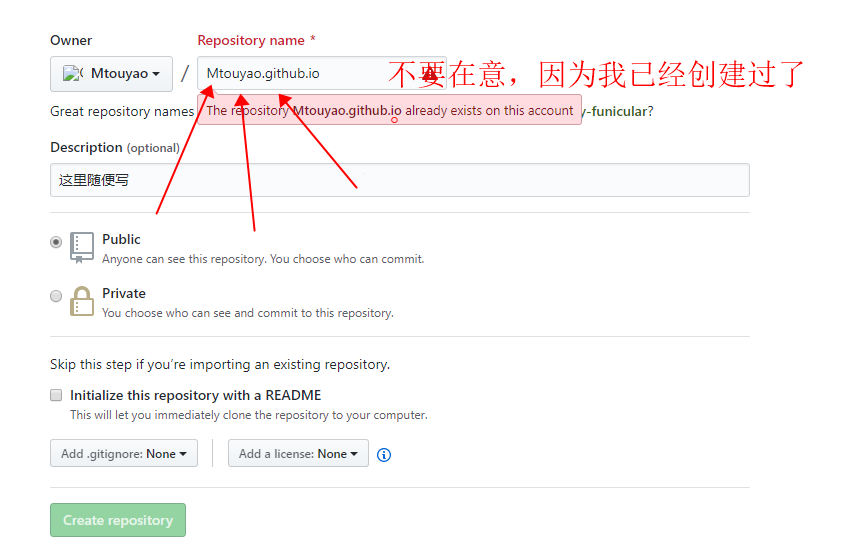 Owner
Repository name *
Mtouyao / Mtouyao.github.io
不要在意，因为我已经创建过了
Great repository names
The repository Mtouyao.github.io already exists on this account
y-funicular?
Description (optional)
这里随便写
Public
Anyone can see this repository. You choose who can commit.
Private
You choose who can see and commit to this repository.
Skip this step if you’re importing an existing repository.
Initialize this repository with a README
This will let you immediately clone the repository to your computer.
Add .gitignore: None
Add a license: None
Create repository